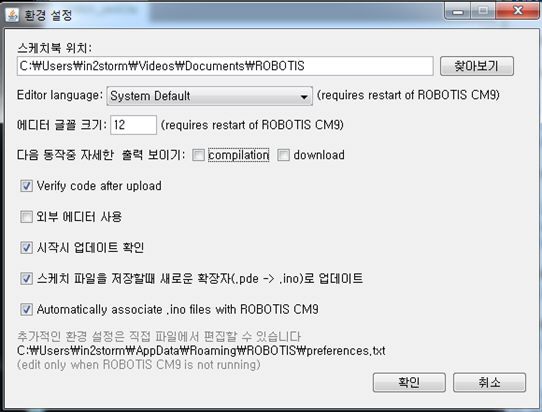 환경 설정
스케치북 위치:
C:₩Users₩in2storm₩Videos₩Documents₩ROBOTIS 찾아보기
Editor language: System Default (requires restart of ROBOTIS CM9)
에디터 글꼴 크기: 12 (requires restart of ROBOTIS CM9)
다음 동작중 자세한 출력 보이기: compilation download
Verify code after upload
외부 에디터 사용
시작시 업데이트 확인
스케치 파일을 저장할때 새로운 확장자(.pde -> .ino)로 업데이트
Automatically associate .ino files with ROBOTIS CM9
추가적인 환경 설정은 직접 파일에서 편집할 수 있습니다
C:₩Users₩in2storm₩AppData₩Roaming₩ROBOTIS₩preferences.txt
(edit only when ROBOTIS CM9 is not running)
확인 취소